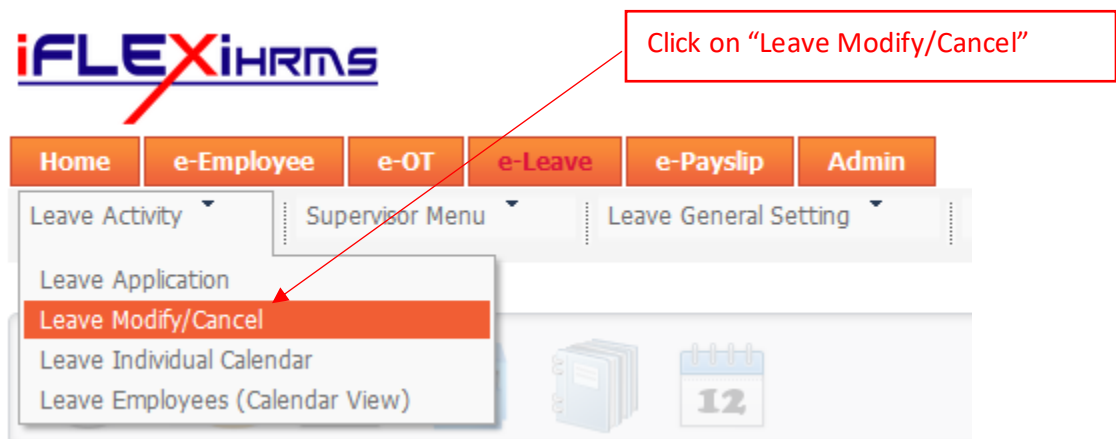 iFLEXiHRMS
Click on “Leave Modify/Cancel”
Home e-Employee e-OT e-Leave e-Payslip Admin
Leave Activity Supervisor Menu Leave General Setting
Leave Application
Leave Modify/Cancel
Leave Individual Calendar
Leave Employees (Calendar View)
12